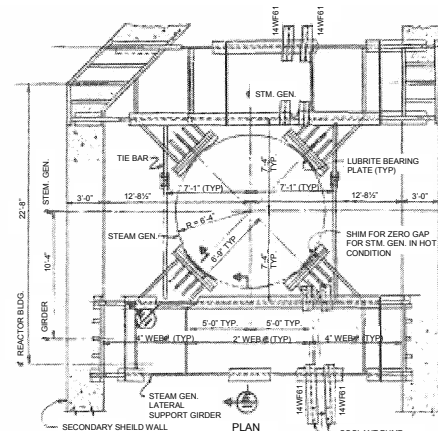 14WF61
14WF61
STM. GEN.
TIE BAR
7'-4" TYP.
LUBRITE BEARING
PLATE (TYP)
7'-1" (TYP)
7'-1" (TYP)
3'-0"
12'-8½"
12'-8½"
3'-0"
REACTOR BLDG.
22'-8"
STEM. GEN.
10'-4"
GIRDER
STEAM GEN.
R = 6'-4"
6'-9" TYP
7'-4" TYP.
SHIM FOR ZERO GAP
FOR STM. GEN. IN HOT
CONDITION
5'-0" TYP.
5'-0" TYP.
4" WEB ℄ (TYP)
2" WEB ℄ (TYP)
4" WEB ℄ (TYP)
STEAM GEN.
LATERAL
SUPPORT GIRDER
14WF61
14WF61
SECONDARY SHEILD WALL
PLAN